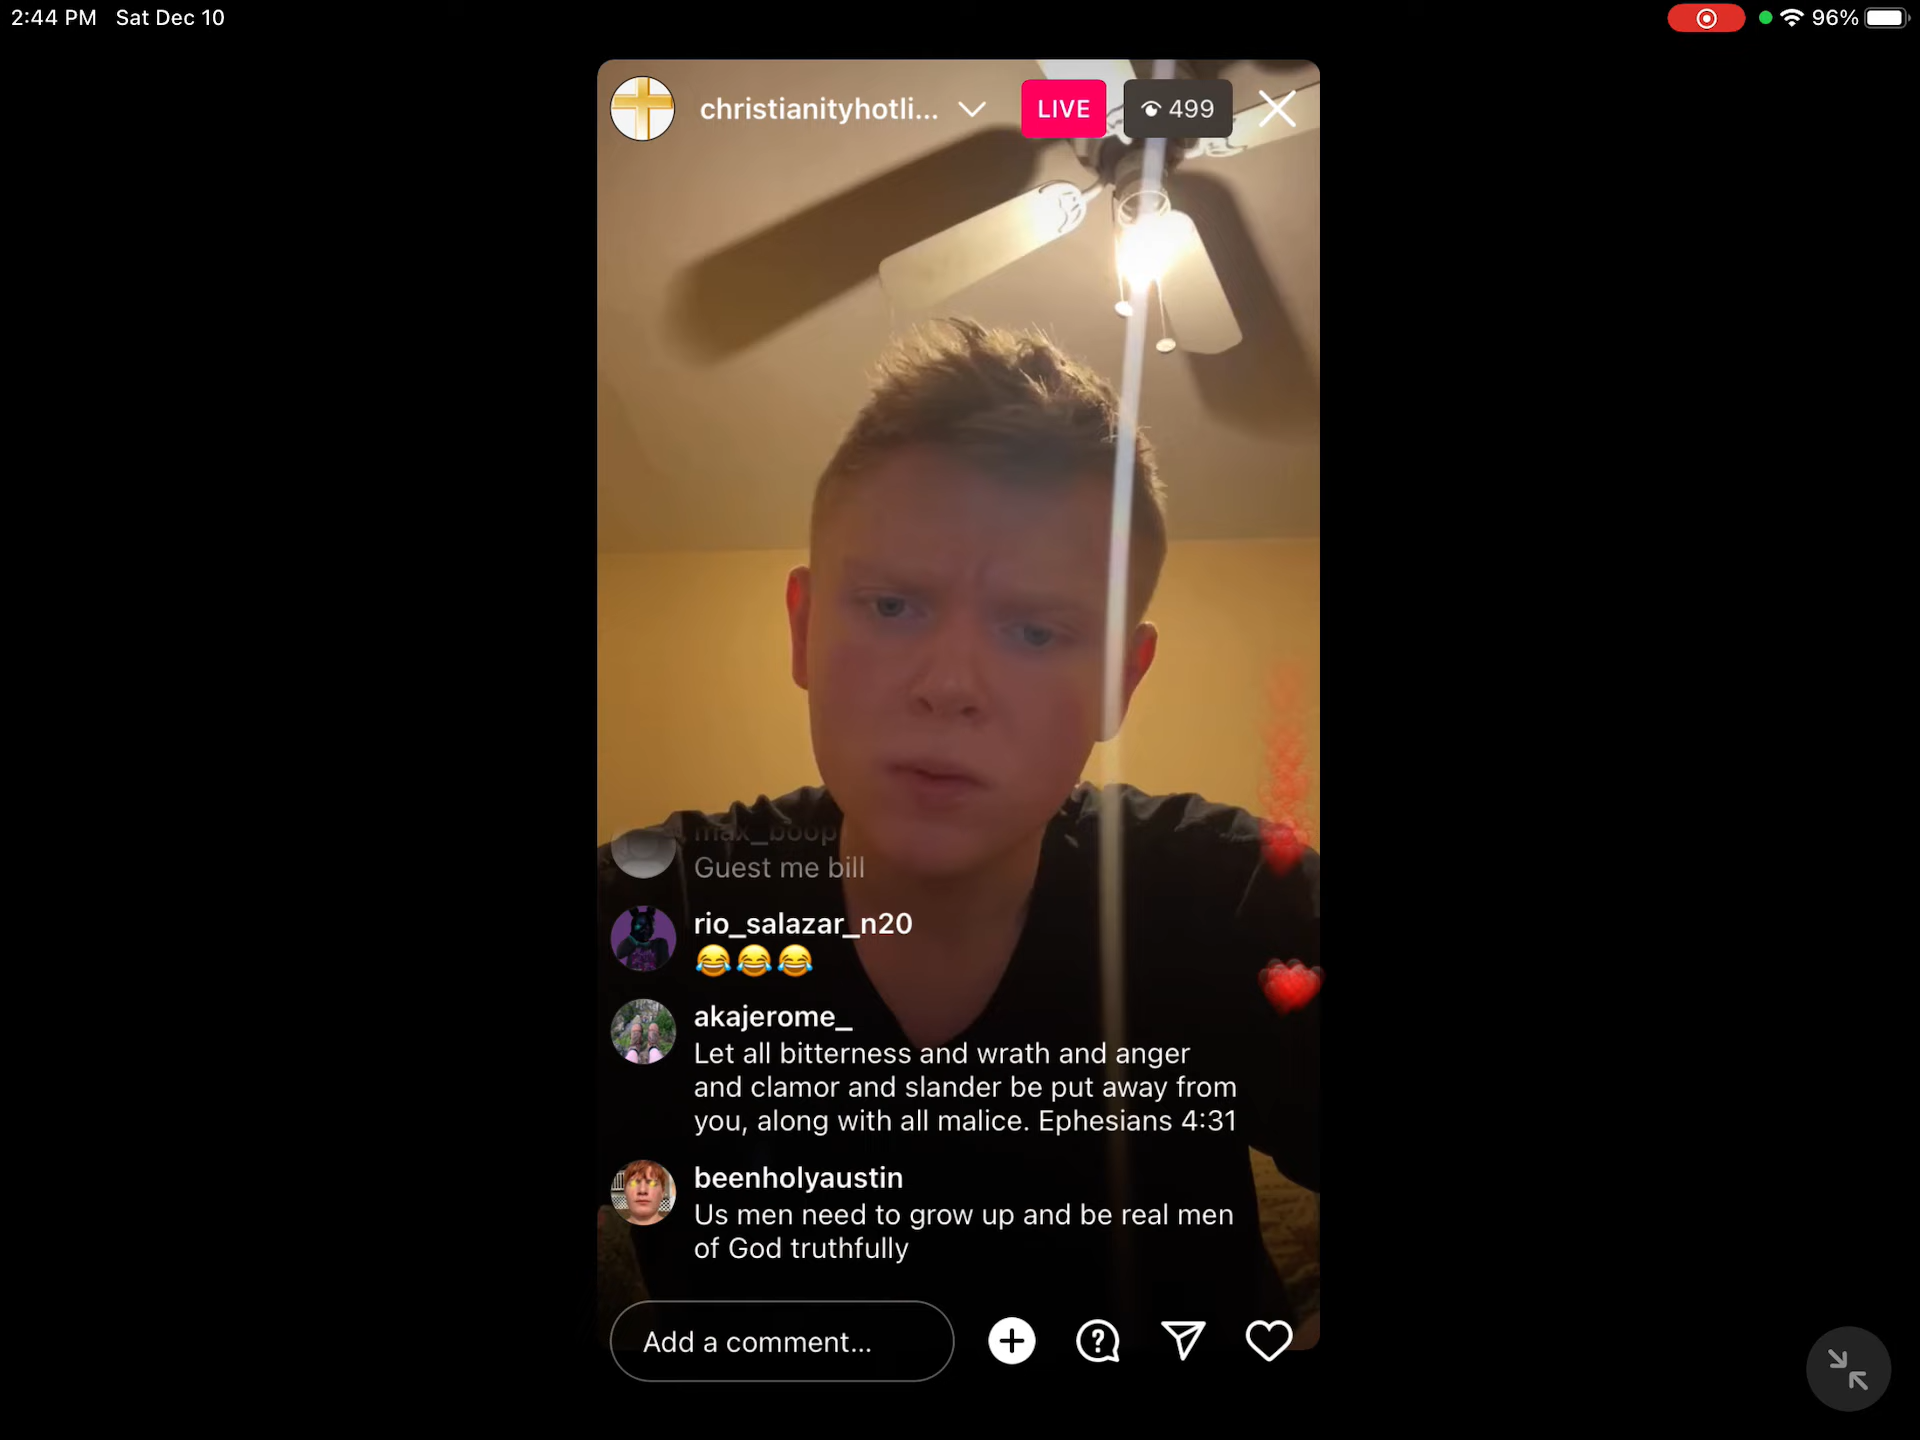 2:44 PM Sat Dec 10
96%
christianityhotli...
LIVE
499
max_boop
Guest me bill
rio_salazar_n20
😂😂😂
akajerome_
Let all bitterness and wrath and anger
and clamor and slander be put away from
you, along with all malice. Ephesians 4:31
beenholyaustin
Us men need to grow up and be real men
of God truthfully
Add a comment...